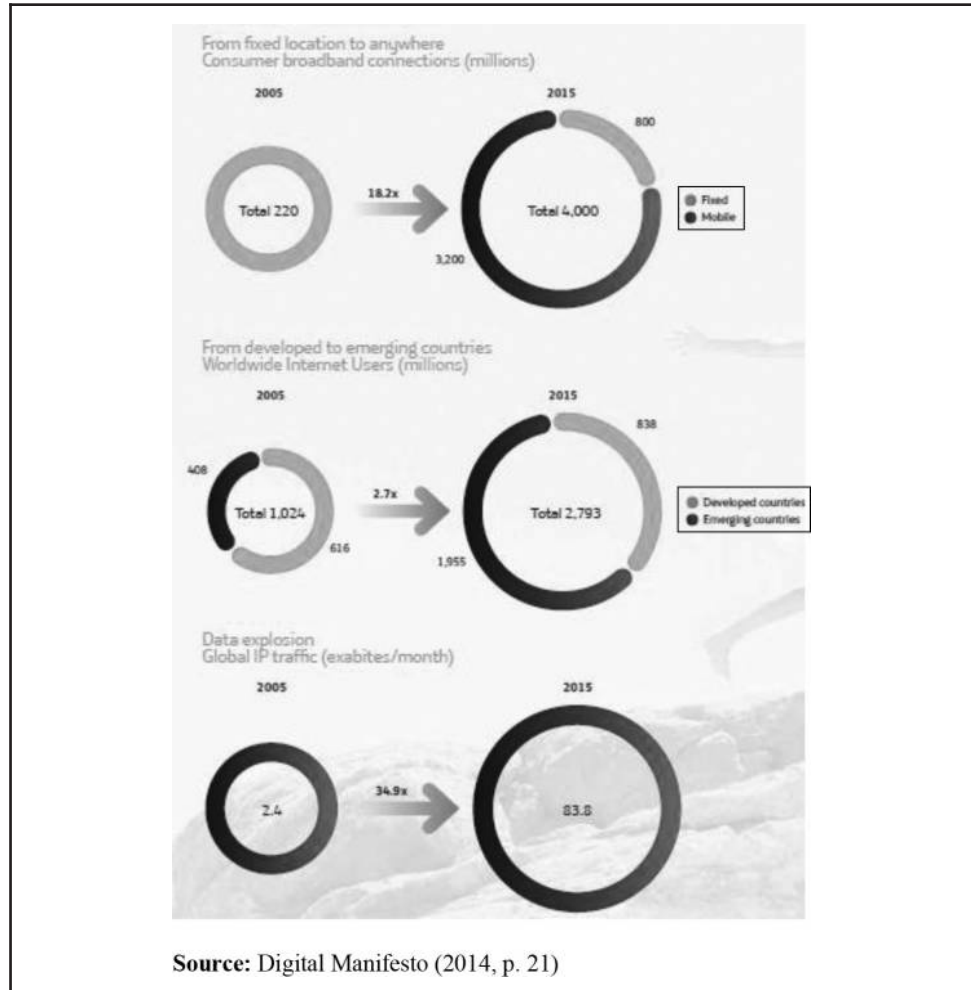 From fixed location to anywhere
Consumer broadband connections (millions)
2005
2015
800
18.2x
Total 220
Total 4,000
Fixed
Mobile
3,200
From developed to emerging countries
Worldwide Internet Users (millions)
2005
2015
838
408
2.7x
Total 1,024
Total 2,793
Developed countries
Emerging countries
616
1,955
Data explosion
Global IP traffic (exabites/month)
2005
2015
34.9x
2.4
83.8
Source: Digital Manifesto (2014, p. 21)